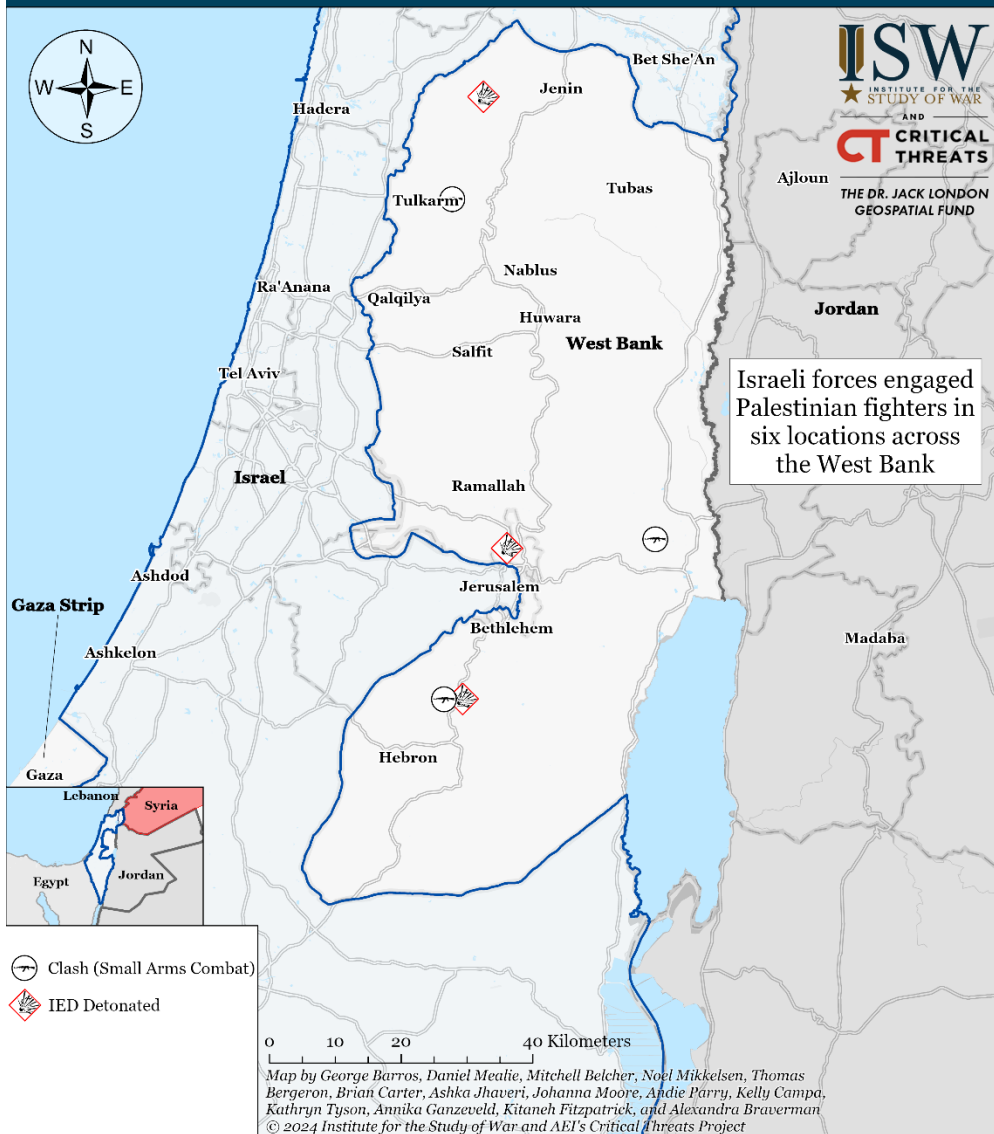 N
W
E
S
ISW
INSTITUTE FOR THE
STUDY OF WAR
AND
CT CRITICAL
THREATS
THE DR. JACK LONDON
GEOSPATIAL FUND
Bet She'An
Jenin
Hadera
Ajloun
Tubas
Tulkarm
Nablus
Ra'Anana
Qalqilya
Jordan
Huwara
West Bank
Salfit
Tel Aviv
Israeli forces engaged
Palestinian fighters in
six locations across
the West Bank
Israel
Ramallah
Ashdod
Jerusalem
Gaza Strip
Bethlehem
Madaba
Ashkelon
Hebron
Gaza
Lebanon
Syria
Egypt
Jordan
Clash (Small Arms Combat)
IED Detonated
0 10 20 40 Kilometers
Map by George Barros, Daniel Mealie, Mitchell Belcher, Noel Mikkelsen, Thomas
Bergeron, Brian Carter, Ashka Jhaveri, Johanna Moore, Andie Parry, Kelly Campa,
Kathryn Tyson, Annika Ganzeveld, Kitaneh Fitzpatrick, and Alexandra Braverman
© 2024 Institute for the Study of War and AEI's Critical Threats Project